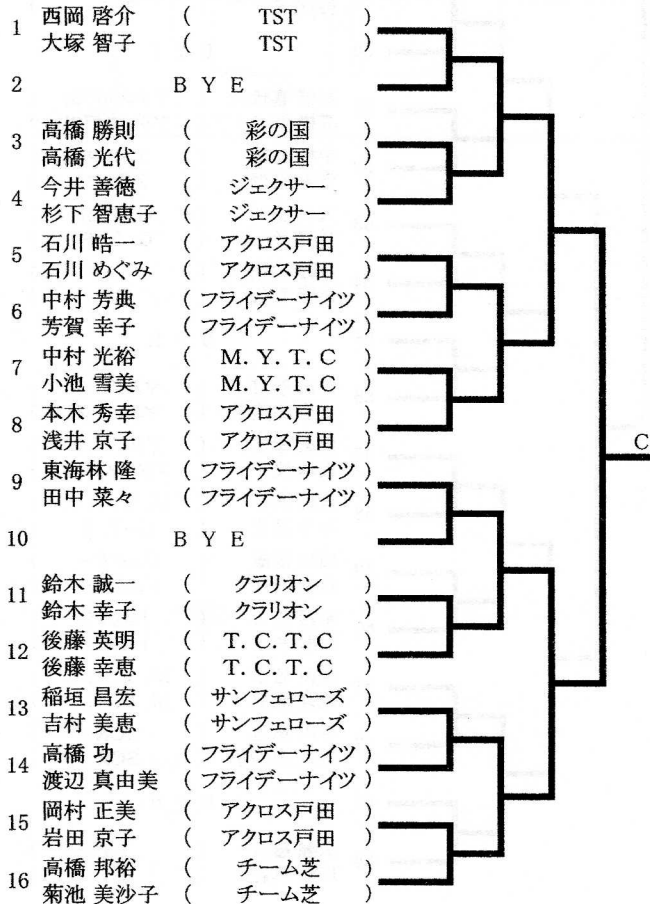 1 西岡 啓介 ( TST )
大塚 智子 ( TST )
2 B Y E
3 高橋 勝則 ( 彩の国 )
高橋 光代 ( 彩の国 )
4 今井 善徳 ( ジェクサー )
杉下 智恵子 ( ジェクサー )
5 石川 皓一 ( アクロス戸田 )
石川 めぐみ ( アクロス戸田 )
6 中村 芳典 ( フライデーナイツ )
芳賀 幸子 ( フライデーナイツ )
7 中村 光裕 ( M. Y. T. C )
小池 雪美 ( M. Y. T. C )
8 本木 秀幸 ( アクロス戸田 )
浅井 京子 ( アクロス戸田 )
C
9 東海林 隆 ( フライデーナイツ )
田中 菜々 ( フライデーナイツ )
10 B Y E
11 鈴木 誠一 ( クラリオン )
鈴木 幸子 ( クラリオン )
12 後藤 英明 ( T. C. T. C )
後藤 幸恵 ( T. C. T. C )
13 稲垣 昌宏 ( サンフェローズ )
吉村 美恵 ( サンフェローズ )
14 高橋 功 ( フライデーナイツ )
渡辺 真由美 ( フライデーナイツ )
15 岡村 正美 ( アクロス戸田 )
岩田 京子 ( アクロス戸田 )
16 高橋 邦裕 ( チーム芝 )
菊池 美沙子 ( チーム芝 )